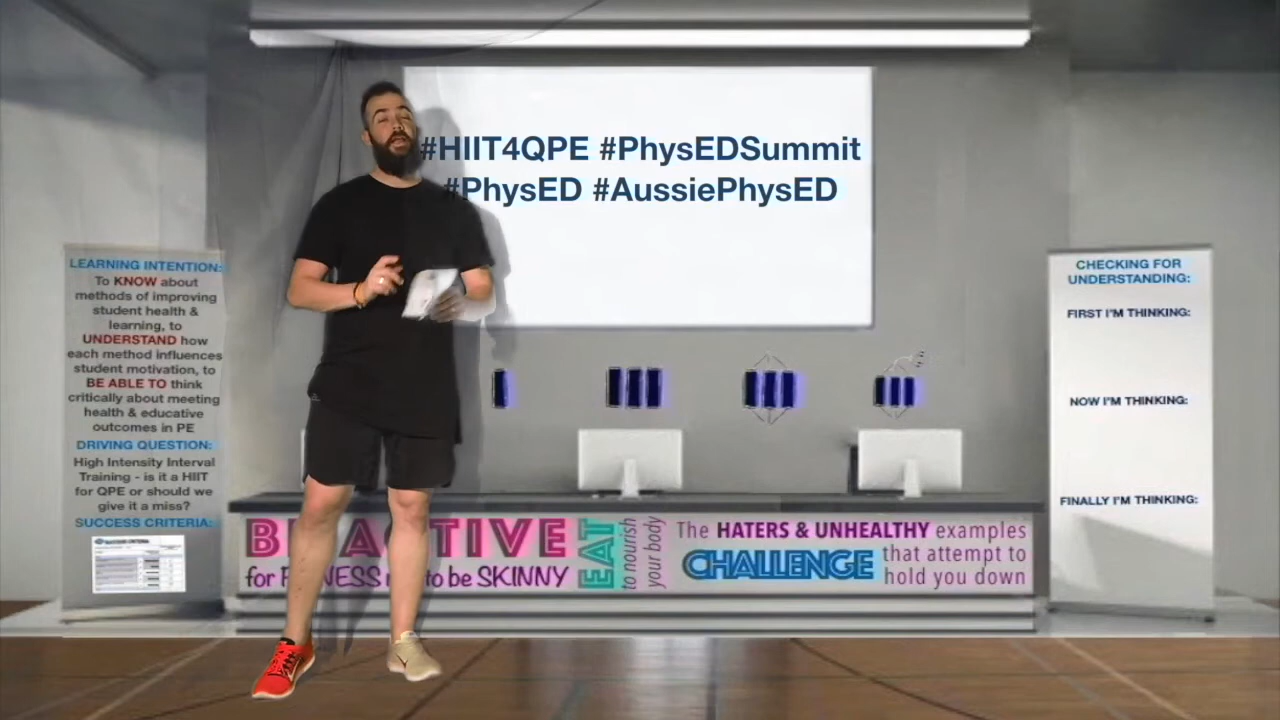 #HIIT4QPE #PhysEDSummit
#PhysED #AussiePhysED
LEARNING INTENTION:
To KNOW about
methods of improving
student health &
learning, to
UNDERSTAND how
each method influences
student motivation, to
BE ABLE TO think
critically about meeting
health & educative
outcomes in PE
DRIVING QUESTION:
High Intensity Interval
Training - is it a HIIT
for QPE or should we
give it a miss?
SUCCESS CRITERIA:
CHECKING FOR
UNDERSTANDING:
FIRST I'M THINKING:
NOW I'M THINKING:
FINALLY I'M THINKING:
for to be SKINNY
EAT
to nourish
your body
The HATERS & UNHEALTHY examples
CHALLENGE
that attempt to
hold you down